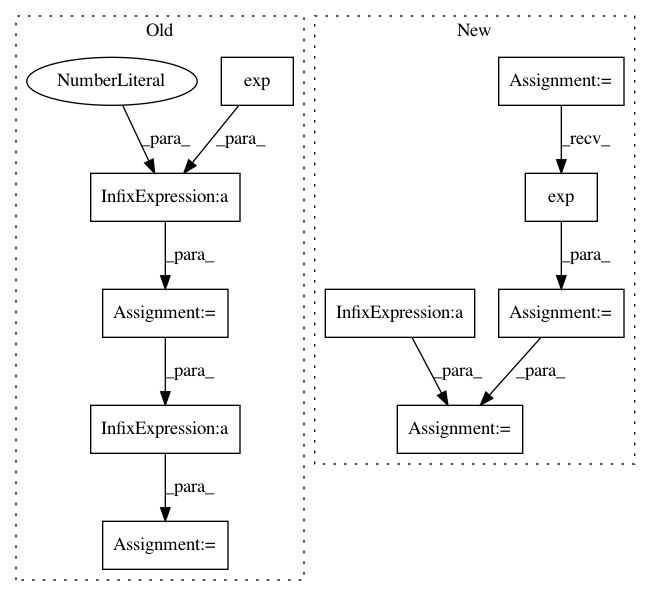 Old
New
NumberLiteral
exp
Assignment:=
_para_
_para_
_recv_
InfixExpression:a
exp
_para_
_para_
Assignment:=
InfixExpression:a
Assignment:=
_para_
_para_
_para_
InfixExpression:a
Assignment:=
_para_
Assignment:=